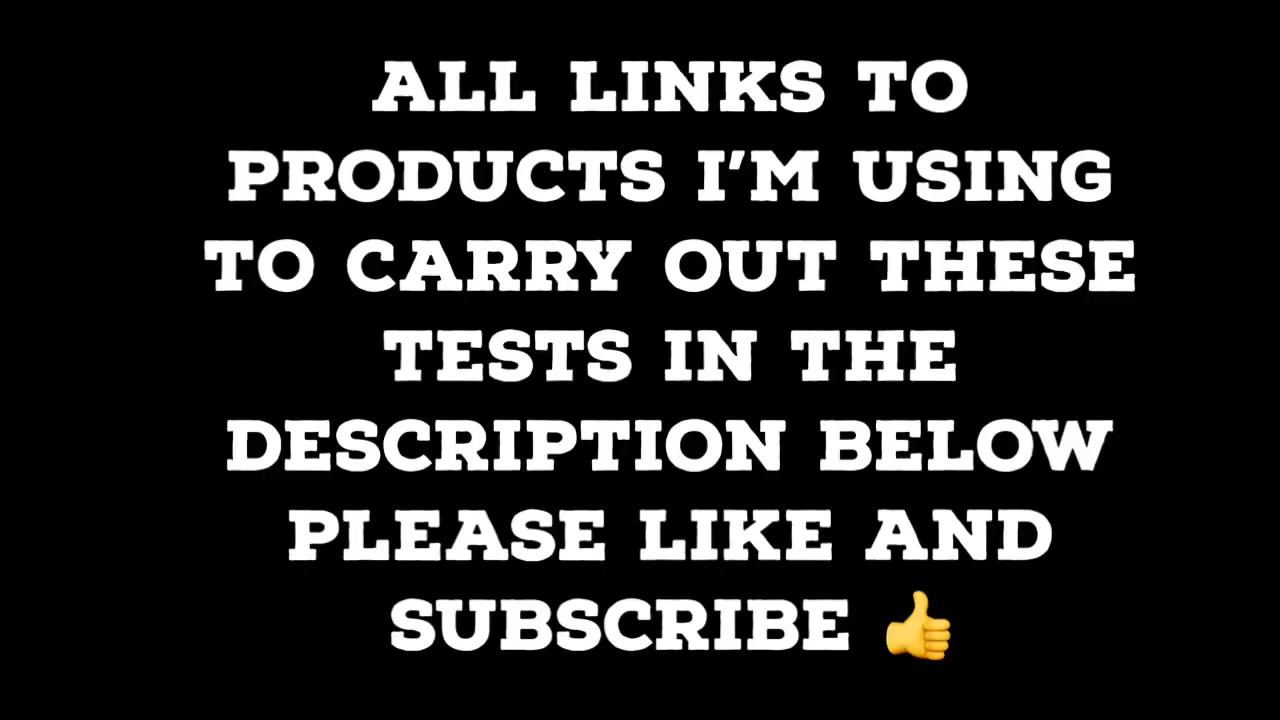 ALL LINKS TO
PRODUCTS I'M USING
TO CARRY OUT THESE
TESTS IN THE
DESCRIPTION BELOW
PLEASE LIKE AND
SUBSCRIBE 👍